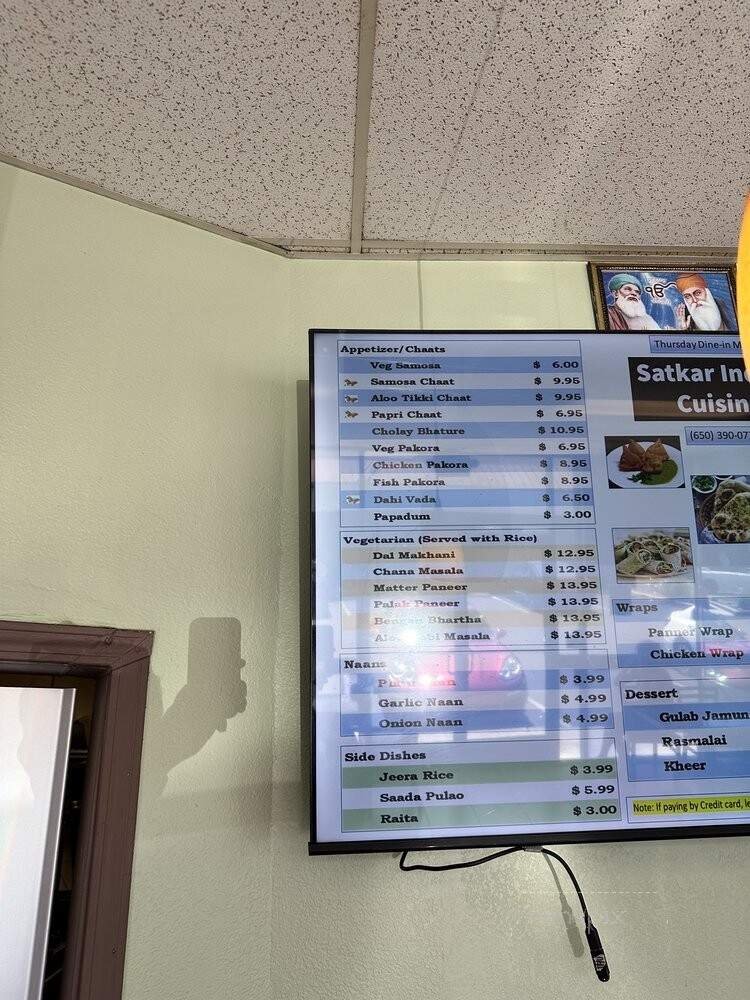 ੴ
Thursday Dine-in M
Appetizer/Chaats
Veg Samosa $ 6.00
Samosa Chaat $ 9.95
Aloo Tikki Chaat $ 9.95
Papri Chaat $ 6.95
Cholay Bhature $ 10.95
Veg Pakora $ 6.95
Chicken Pakora $ 8.95
Fish Pakora $ 8.95
Dahi Vada $ 6.50
Papadum $ 3.00
Vegetarian (Served with Rice)
Dal Makhani $ 12.95
Chana Masala $ 12.95
Matter Paneer $ 13.95
Palak Paneer $ 13.95
Bengan Bhartha $ 13.95
Masala $ 13.95
Naans
$ 3.99
Garlic Naan $ 4.99
Onion Naan $ 4.99
Side Dishes
Jeera Rice $ 3.99
Saada Pulao $ 5.99
Raita $ 3.00
Satkar In
Cuisin
(650) 390-07
Wraps
Panner Wrap
Chicken Wrap
Dessert
Gulab Jamun
Rasmalai
Kheer
Note: If paying by Credit card, le